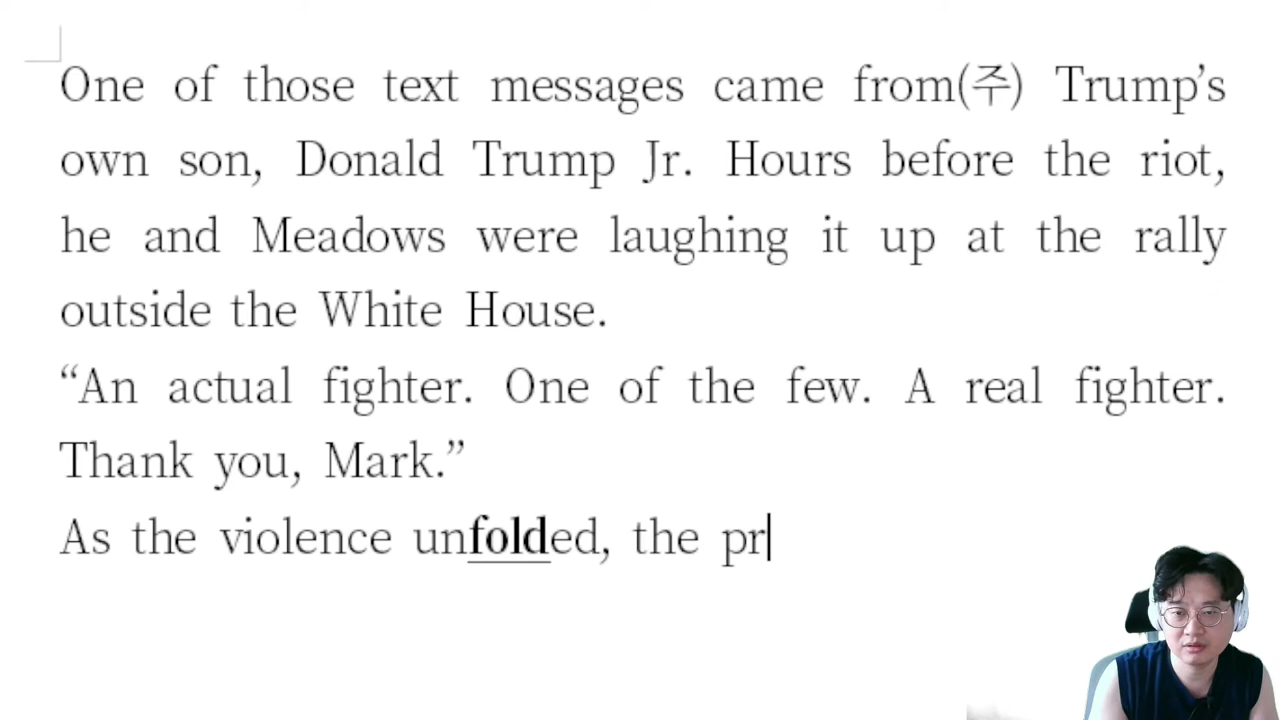 One of those text messages came from(주) Trump’s
own son, Donald Trump Jr. Hours before the riot,
he and Meadows were laughing it up at the rally
outside the White House.
“An actual fighter. One of the few. A real fighter.
Thank you, Mark.”
As the violence unfolded, the pr